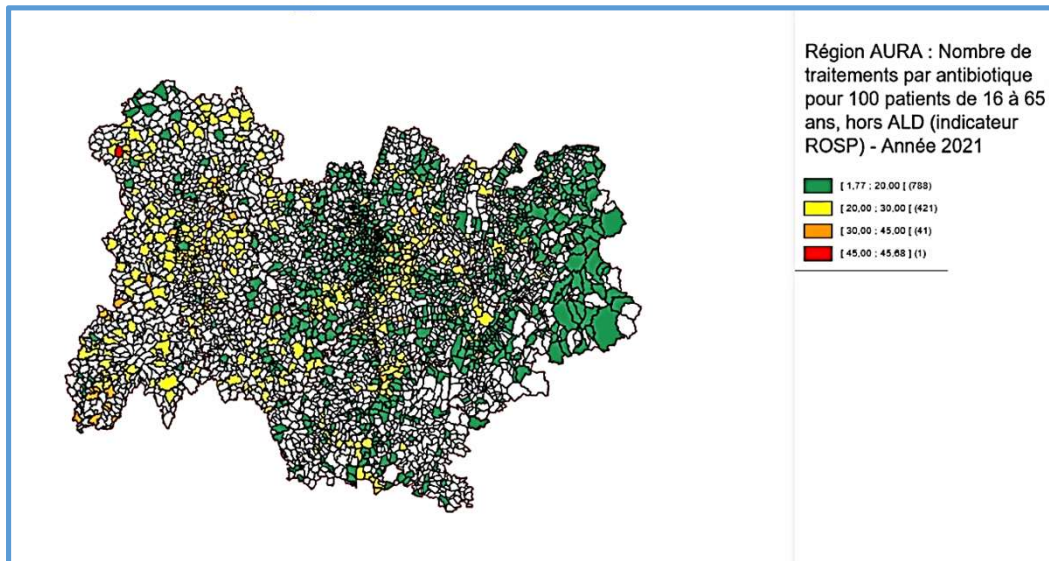 Région AURA : Nombre de
traitements par antibiotique
pour 100 patients de 16 à 65
ans, hors ALD (indicateur
ROSP) - Année 2021
[ 1,77 ; 20,00 [ (788)
[ 20,00 ; 30,00 [ (421)
[ 30,00 ; 45,00 [ (41)
[ 45,00 ; 45,68 ] (1)